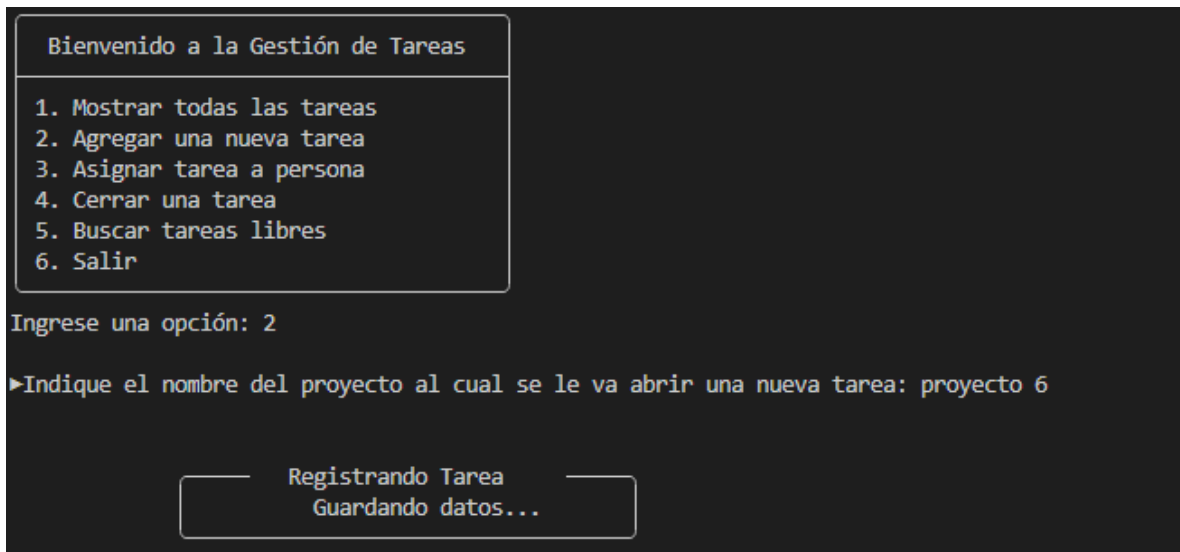 Bienvenido a la Gestión de Tareas
1. Mostrar todas las tareas
2. Agregar una nueva tarea
3. Asignar tarea a persona
4. Cerrar una tarea
5. Buscar tareas libres
6. Salir
Ingrese una opción: 2
►Indique el nombre del proyecto al cual se le va abrir una nueva tarea: proyecto 6
Registrando Tarea
Guardando datos...